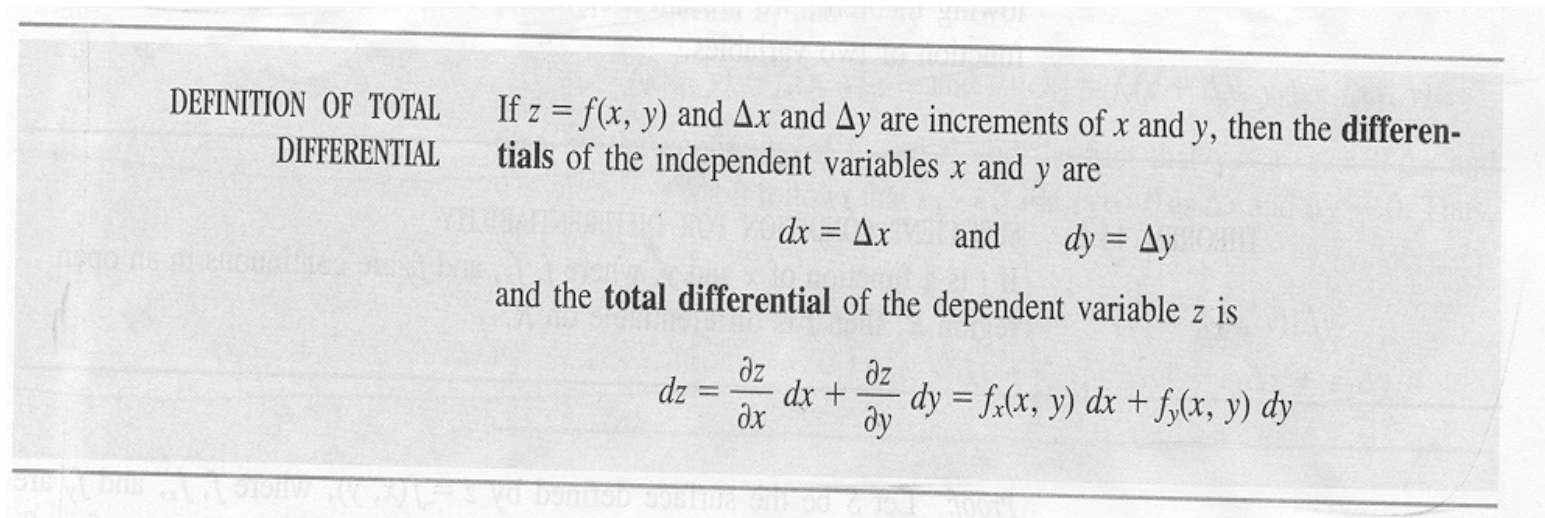 DEFINITION OF TOTAL
DIFFERENTIAL
If z = f(x, y) and Δx and Δy are increments of x and y, then the differen-
tials of the independent variables x and y are
dx = Δx and dy = Δy
and the total differential of the dependent variable z is
dz = ∂z/∂x dx + ∂z/∂y dy = fₓ(x, y) dx + f_y(x, y) dy